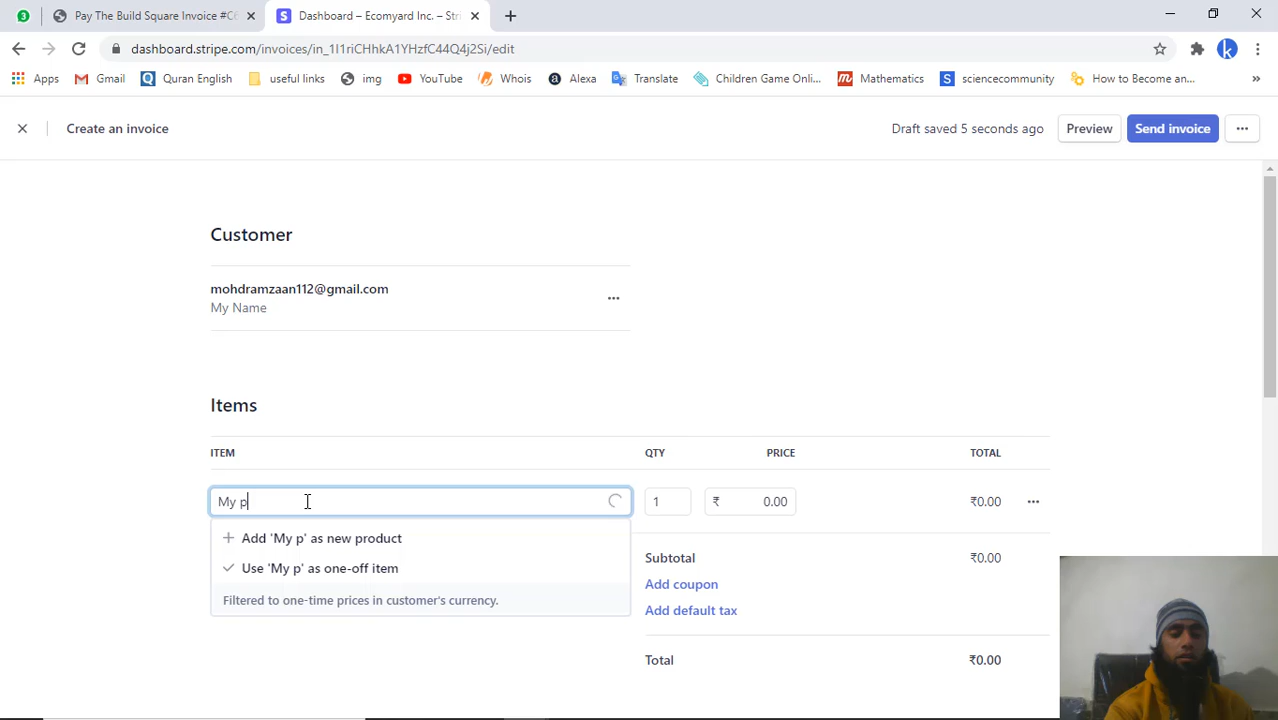 3
Pay The Build Square Invoice #C6
Dashboard – Ecomyard Inc. – Str
dashboard.stripe.com/invoices/in_1I1riCHhkA1YHzfC44Q4j2Si/edit
k
Apps
Gmail
Quran English
useful links
img
YouTube
Whois
Alexa
Translate
Children Game Onli...
Mathematics
sciencecommunity
How to Become an...
»
Create an invoice
Draft saved 5 seconds ago
Preview
Send invoice
Customer
mohdramzaan112@gmail.com
My Name
Items
ITEM
QTY
PRICE
TOTAL
My p
1
₹ 0.00
₹0.00
Add 'My p' as new product
Use 'My p' as one-off item
Filtered to one-time prices in customer's currency.
Subtotal
₹0.00
Add coupon
Add default tax
Total
₹0.00